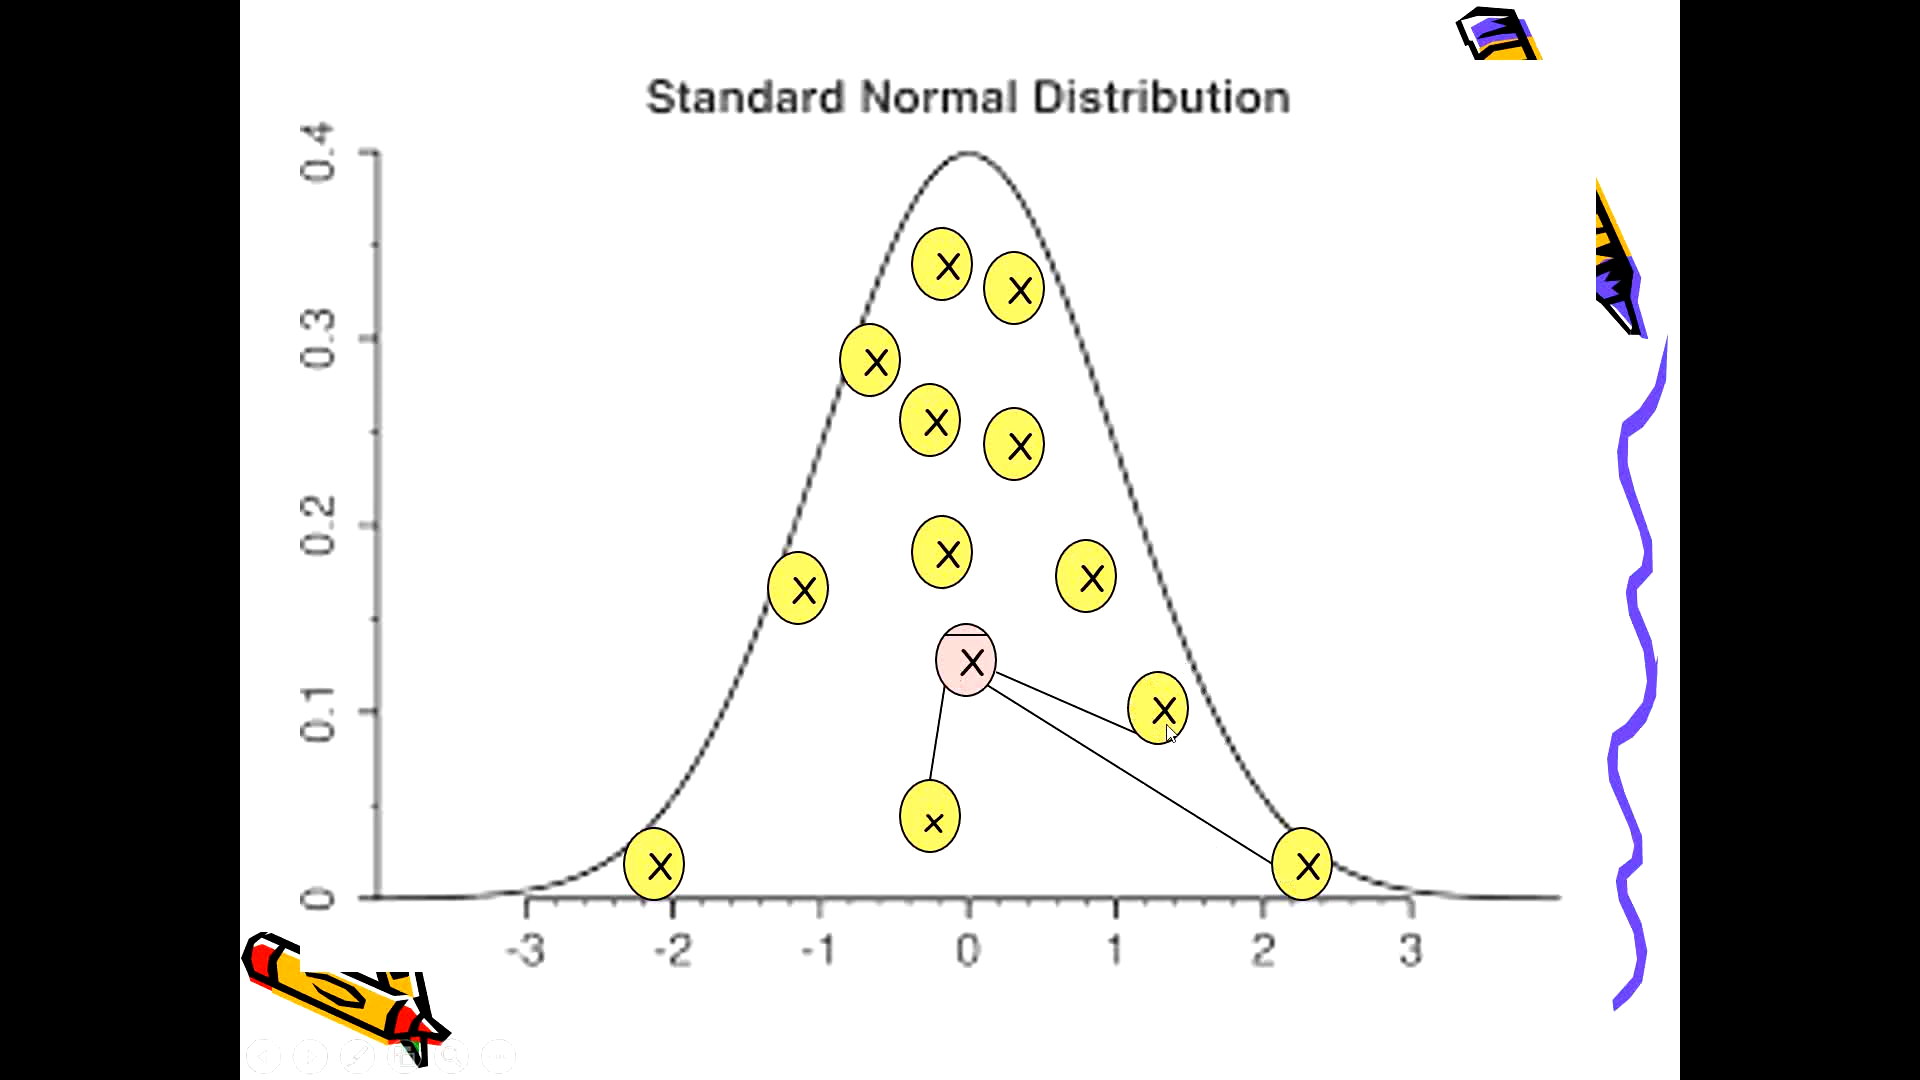 Standard Normal Distribution
0.4
0.3
0.2
0.1
0
X
X
X
X
X
X
X
X
X̅
X
X
X
X
-3 -2 -1 0 1 2 3